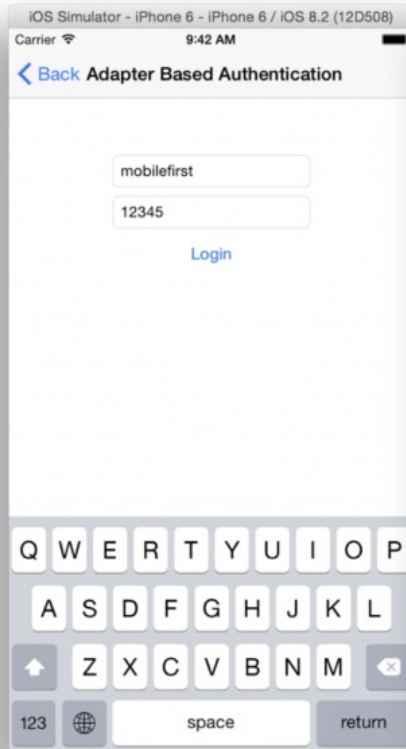 iOS Simulator - iPhone 6 - iPhone 6 / iOS 8.2 (12D508)
Carrier 9:42 AM
Back Adapter Based Authentication
mobilefirst
12345
Login
Q W E R T Y U I O P
A S D F G H J K L
Z X C V B N M
123 space return